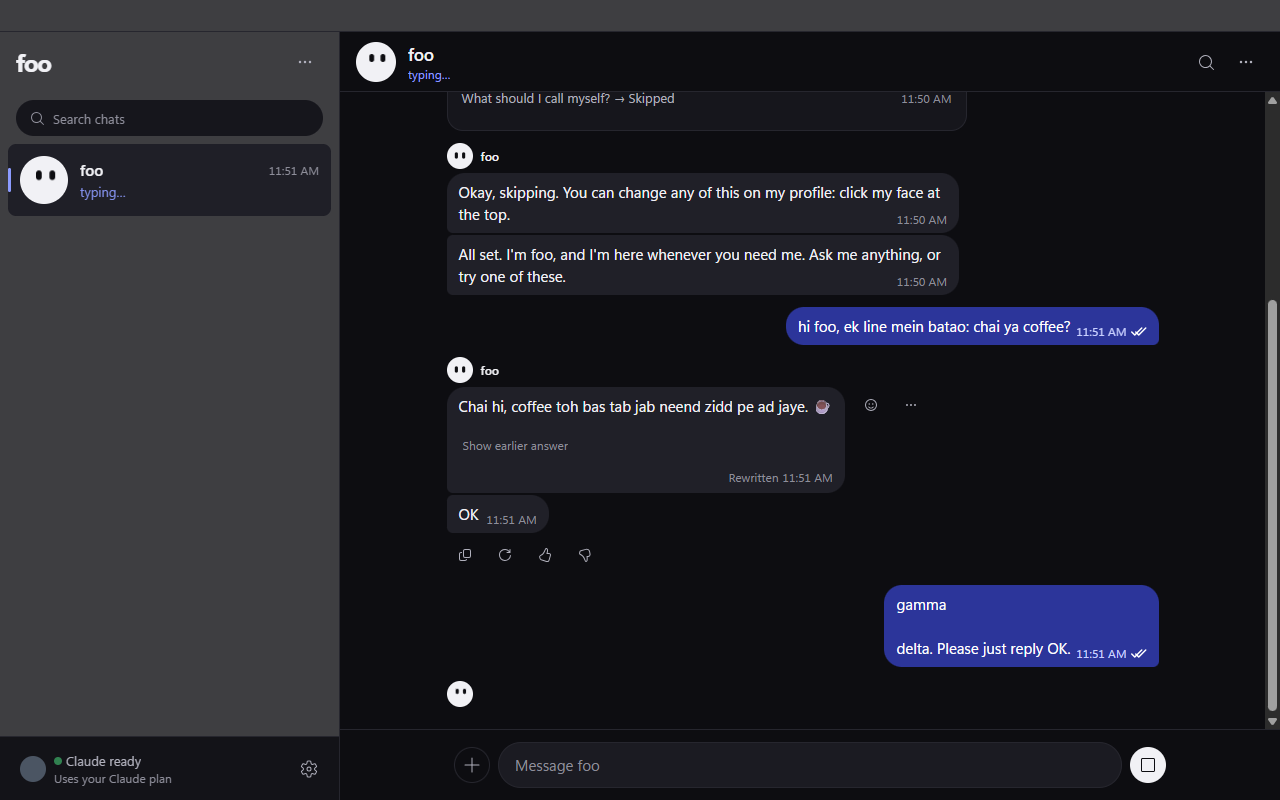 foo
Search chats
foo
11:51 AM
typing...
Claude ready
Uses your Claude plan
foo
typing...
What should I call myself? → Skipped
11:50 AM
foo
Okay, skipping. You can change any of this on my profile: click my face at
the top.
11:50 AM
All set. I'm foo, and I'm here whenever you need me. Ask me anything, or
try one of these.
11:50 AM
hi foo, ek line mein batao: chai ya coffee? 11:51 AM
foo
Chai hi, coffee toh bas tab jab neend zidd pe ad jaye. ☕
Show earlier answer
Rewritten 11:51 AM
OK 11:51 AM
gamma
delta. Please just reply OK. 11:51 AM
Message foo